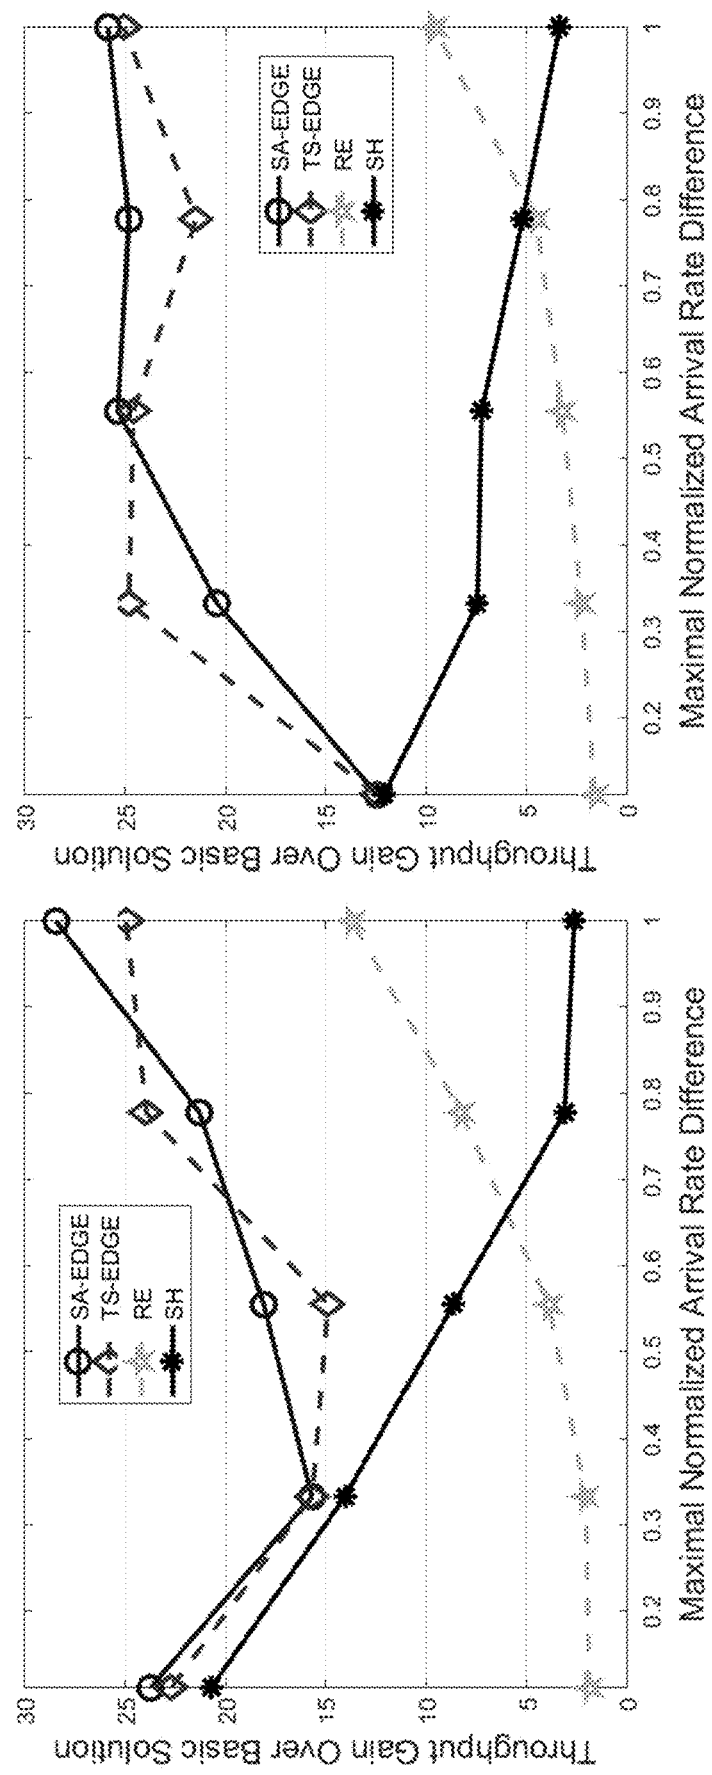 Throughput Gain Over Basic Solution
30
25
20
15
10
5
0
0.2
0.3
0.4
0.5
0.6
0.7
0.8
0.9
1
Maximal Normalized Arrival Rate Difference
SA-EDGE
TS-EDGE
RE
SH
Throughput Gain Over Basic Solution
30
25
20
15
10
5
0
0.2
0.3
0.4
0.5
0.6
0.7
0.8
0.9
1
Maximal Normalized Arrival Rate Difference
SA-EDGE
TS-EDGE
RE
SH